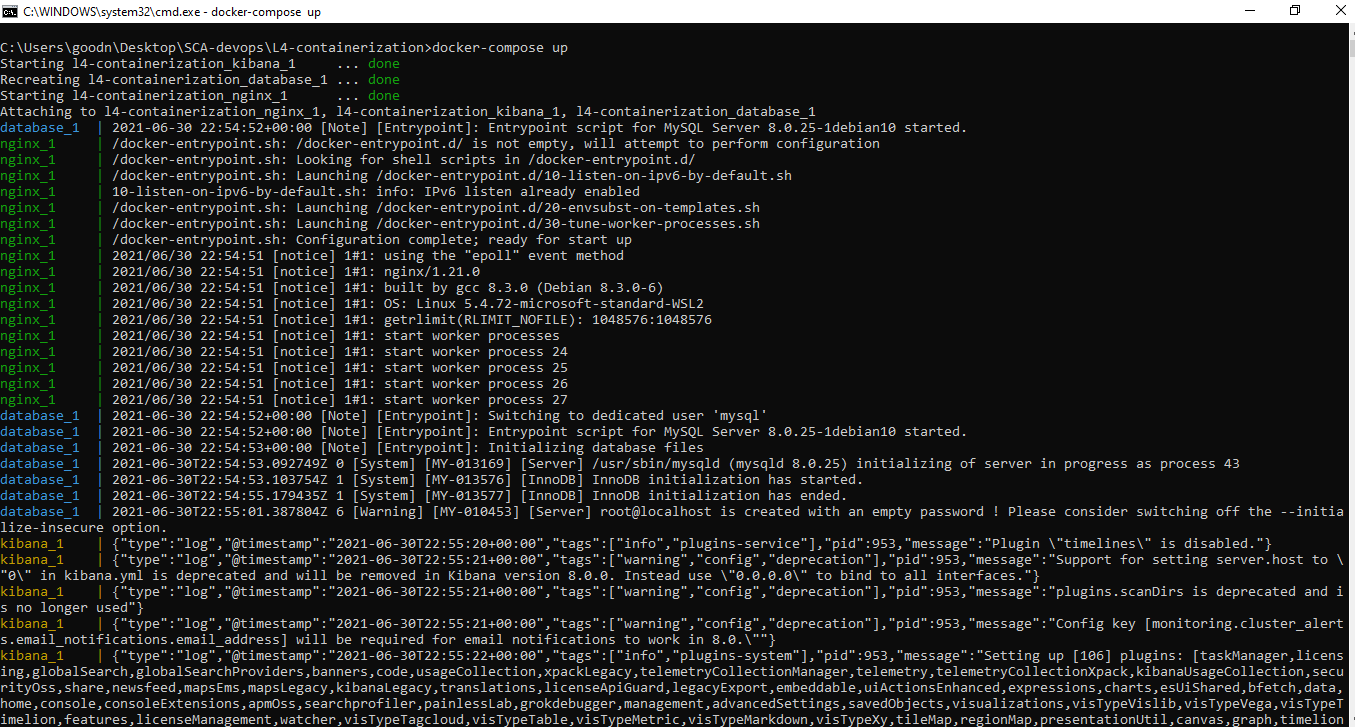 C:\WINDOWS\system32\cmd.exe - docker-compose  up
C:\Users\goodn\Desktop\SCA-devops\L4-containerization>docker-compose up
Starting l4-containerization_kibana_1     ... done
Recreating l4-containerization_database_1 ... done
Starting l4-containerization_nginx_1      ... done
Attaching to l4-containerization_nginx_1, l4-containerization_kibana_1, l4-containerization_database_1
database_1  | 2021-06-30 22:54:52+00:00 [Note] [Entrypoint]: Entrypoint script for MySQL Server 8.0.25-1debian10 started.
nginx_1     | /docker-entrypoint.sh: /docker-entrypoint.d/ is not empty, will attempt to perform configuration
nginx_1     | /docker-entrypoint.sh: Looking for shell scripts in /docker-entrypoint.d/
nginx_1     | /docker-entrypoint.sh: Launching /docker-entrypoint.d/10-listen-on-ipv6-by-default.sh
nginx_1     | 10-listen-on-ipv6-by-default.sh: info: IPv6 listen already enabled
nginx_1     | /docker-entrypoint.sh: Launching /docker-entrypoint.d/20-envsubst-on-templates.sh
nginx_1     | /docker-entrypoint.sh: Launching /docker-entrypoint.d/30-tune-worker-processes.sh
nginx_1     | /docker-entrypoint.sh: Configuration complete; ready for start up
nginx_1     | 2021/06/30 22:54:51 [notice] 1#1: using the "epoll" event method
nginx_1     | 2021/06/30 22:54:51 [notice] 1#1: nginx/1.21.0
nginx_1     | 2021/06/30 22:54:51 [notice] 1#1: built by gcc 8.3.0 (Debian 8.3.0-6)
nginx_1     | 2021/06/30 22:54:51 [notice] 1#1: OS: Linux 5.4.72-microsoft-standard-WSL2
nginx_1     | 2021/06/30 22:54:51 [notice] 1#1: getrlimit(RLIMIT_NOFILE): 1048576:1048576
nginx_1     | 2021/06/30 22:54:51 [notice] 1#1: start worker processes
nginx_1     | 2021/06/30 22:54:51 [notice] 1#1: start worker process 24
nginx_1     | 2021/06/30 22:54:51 [notice] 1#1: start worker process 25
nginx_1     | 2021/06/30 22:54:51 [notice] 1#1: start worker process 26
nginx_1     | 2021/06/30 22:54:51 [notice] 1#1: start worker process 27
database_1  | 2021-06-30 22:54:52+00:00 [Note] [Entrypoint]: Switching to dedicated user 'mysql'
database_1  | 2021-06-30 22:54:52+00:00 [Note] [Entrypoint]: Entrypoint script for MySQL Server 8.0.25-1debian10 started.
database_1  | 2021-06-30 22:54:53+00:00 [Note] [Entrypoint]: Initializing database files
database_1  | 2021-06-30T22:54:53.092749Z 0 [System] [MY-013169] [Server] /usr/sbin/mysqld (mysqld 8.0.25) initializing of server in progress as process 43
database_1  | 2021-06-30T22:54:53.103754Z 1 [System] [MY-013576] [InnoDB] InnoDB initialization has started.
database_1  | 2021-06-30T22:54:55.179435Z 1 [System] [MY-013577] [InnoDB] InnoDB initialization has ended.
database_1  | 2021-06-30T22:55:01.387804Z 6 [Warning] [MY-010453] [Server] root@localhost is created with an empty password ! Please consider switching off the --initia
lize-insecure option.
kibana_1    | {"type":"log","@timestamp":"2021-06-30T22:55:20+00:00","tags":["info","plugins-service"],"pid":953,"message":"Plugin \"timelines\" is disabled."}
kibana_1    | {"type":"log","@timestamp":"2021-06-30T22:55:21+00:00","tags":["warning","config","deprecation"],"pid":953,"message":"Support for setting server.host to \
"0\" in kibana.yml is deprecated and will be removed in Kibana version 8.0.0. Instead use \"0.0.0.0\" to bind to all interfaces."}
kibana_1    | {"type":"log","@timestamp":"2021-06-30T22:55:21+00:00","tags":["warning","config","deprecation"],"pid":953,"message":"plugins.scanDirs is deprecated and i
s no longer used"}
kibana_1    | {"type":"log","@timestamp":"2021-06-30T22:55:21+00:00","tags":["warning","config","deprecation"],"pid":953,"message":"Config key [monitoring.cluster_alert
s.email_notifications.email_address] will be required for email notifications to work in 8.0.\""}
kibana_1    | {"type":"log","@timestamp":"2021-06-30T22:55:22+00:00","tags":["info","plugins-system"],"pid":953,"message":"Setting up [106] plugins: [taskManager,licens
ing,globalSearch,globalSearchProviders,banners,code,usageCollection,xpackLegacy,telemetryCollectionManager,telemetry,telemetryCollectionXpack,kibanaUsageCollection,secu
rityOss,share,newsfeed,mapsEms,mapsLegacy,kibanaLegacy,translations,licenseApiGuard,legacyExport,embeddable,uiActionsEnhanced,expressions,charts,esUiShared,bfetch,data,
home,console,consoleExtensions,apmOss,searchprofiler,painlessLab,grokdebugger,management,advancedSettings,savedObjects,visualizations,visTypeVislib,visTypeVega,visTypeT
imelion,features,licenseManagement,watcher,visTypeTagcloud,visTypeTable,visTypeMetric,visTypeMarkdown,visTypeXy,tileMap,regionMap,presentationUtil,canvas,graph,timelion